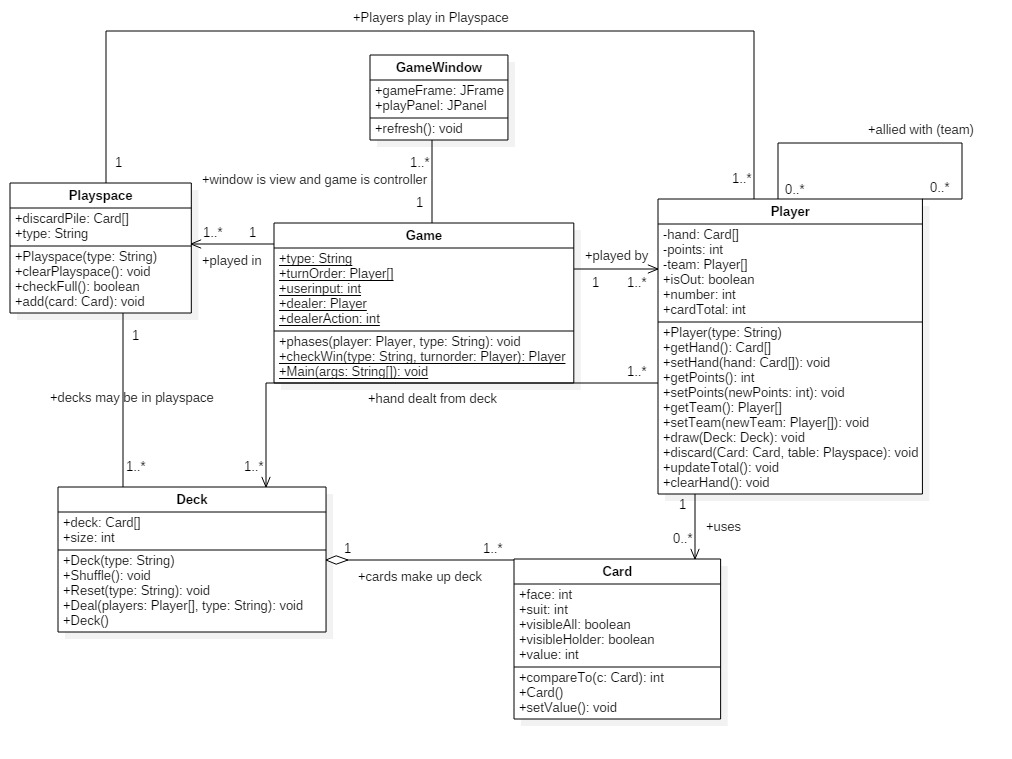 +Players play in Playspace
GameWindow
+gameFrame: JFrame
+playPanel: JPanel
+refresh(): void
+allied with (team)
1
1..*
1..*
0..*
0..*
+window is view and game is controller
1
Playspace
+discardPile: Card[]
+type: String
+Playspace(type: String)
+clearPlayspace(): void
+checkFull(): boolean
+add(card: Card): void
1..*
1
+played in
Game
+type: String
+turnOrder: Player[]
+userinput: int
+dealer: Player
+dealerAction: int
+phases(player: Player, type: String): void
+checkWin(type: String, turnorder: Player): Player
+Main(args: String[]): void
+played by
1
1..*
Player
-hand: Card[]
-points: int
-team: Player[]
+isOut: boolean
+number: int
+cardTotal: int
+Player(type: String)
+getHand(): Card[]
+setHand(hand: Card[]): void
+getPoints(): int
+setPoints(newPoints: int): void
+getTeam(): Player[]
+setTeam(newTeam: Player[]): void
+draw(Deck: Deck): void
+discard(Card: Card, table: Playspace): void
+updateTotal(): void
+clearHand(): void
1
+decks may be in playspace
1..*
1..*
+hand dealt from deck
1..*
Deck
+deck: Card[]
+size: int
+Deck(type: String)
+Shuffle(): void
+Reset(type: String): void
+Deal(players: Player[], type: String): void
+Deck()
1
1..*
+cards make up deck
1
+uses
0..*
Card
+face: int
+suit: int
+visibleAll: boolean
+visibleHolder: boolean
+value: int
+compareTo(c: Card): int
+Card()
+setValue(): void